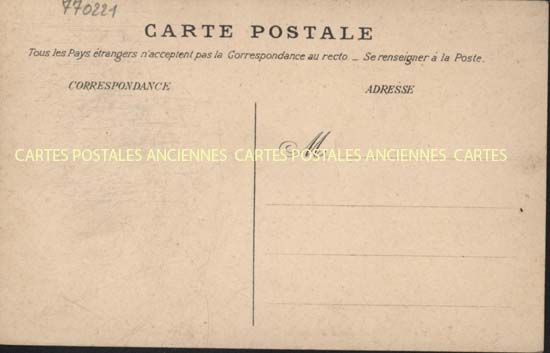 770221
CARTE POSTALE
Tous les Pays étrangers n'acceptent pas la Correspondance au recto _ Se renseigner à la Poste.
CORRESPONDANCE
ADRESSE
M
CARTES POSTALES ANCIENNES CARTES POSTALES ANCIENNES CARTES